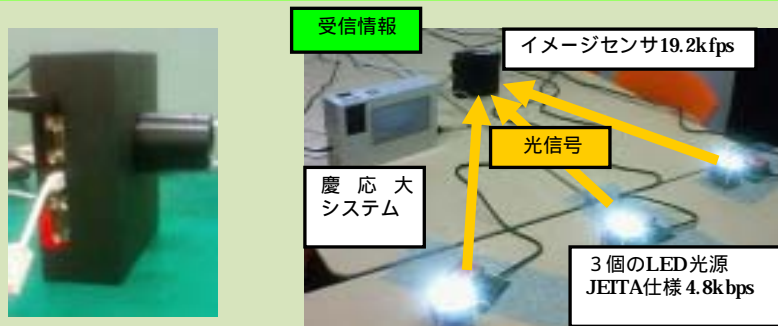 受信情報
イメージセンサ19.2kfps
光信号
慶応大
システム
３個のLED光源
JEITA仕様 4.8kbps